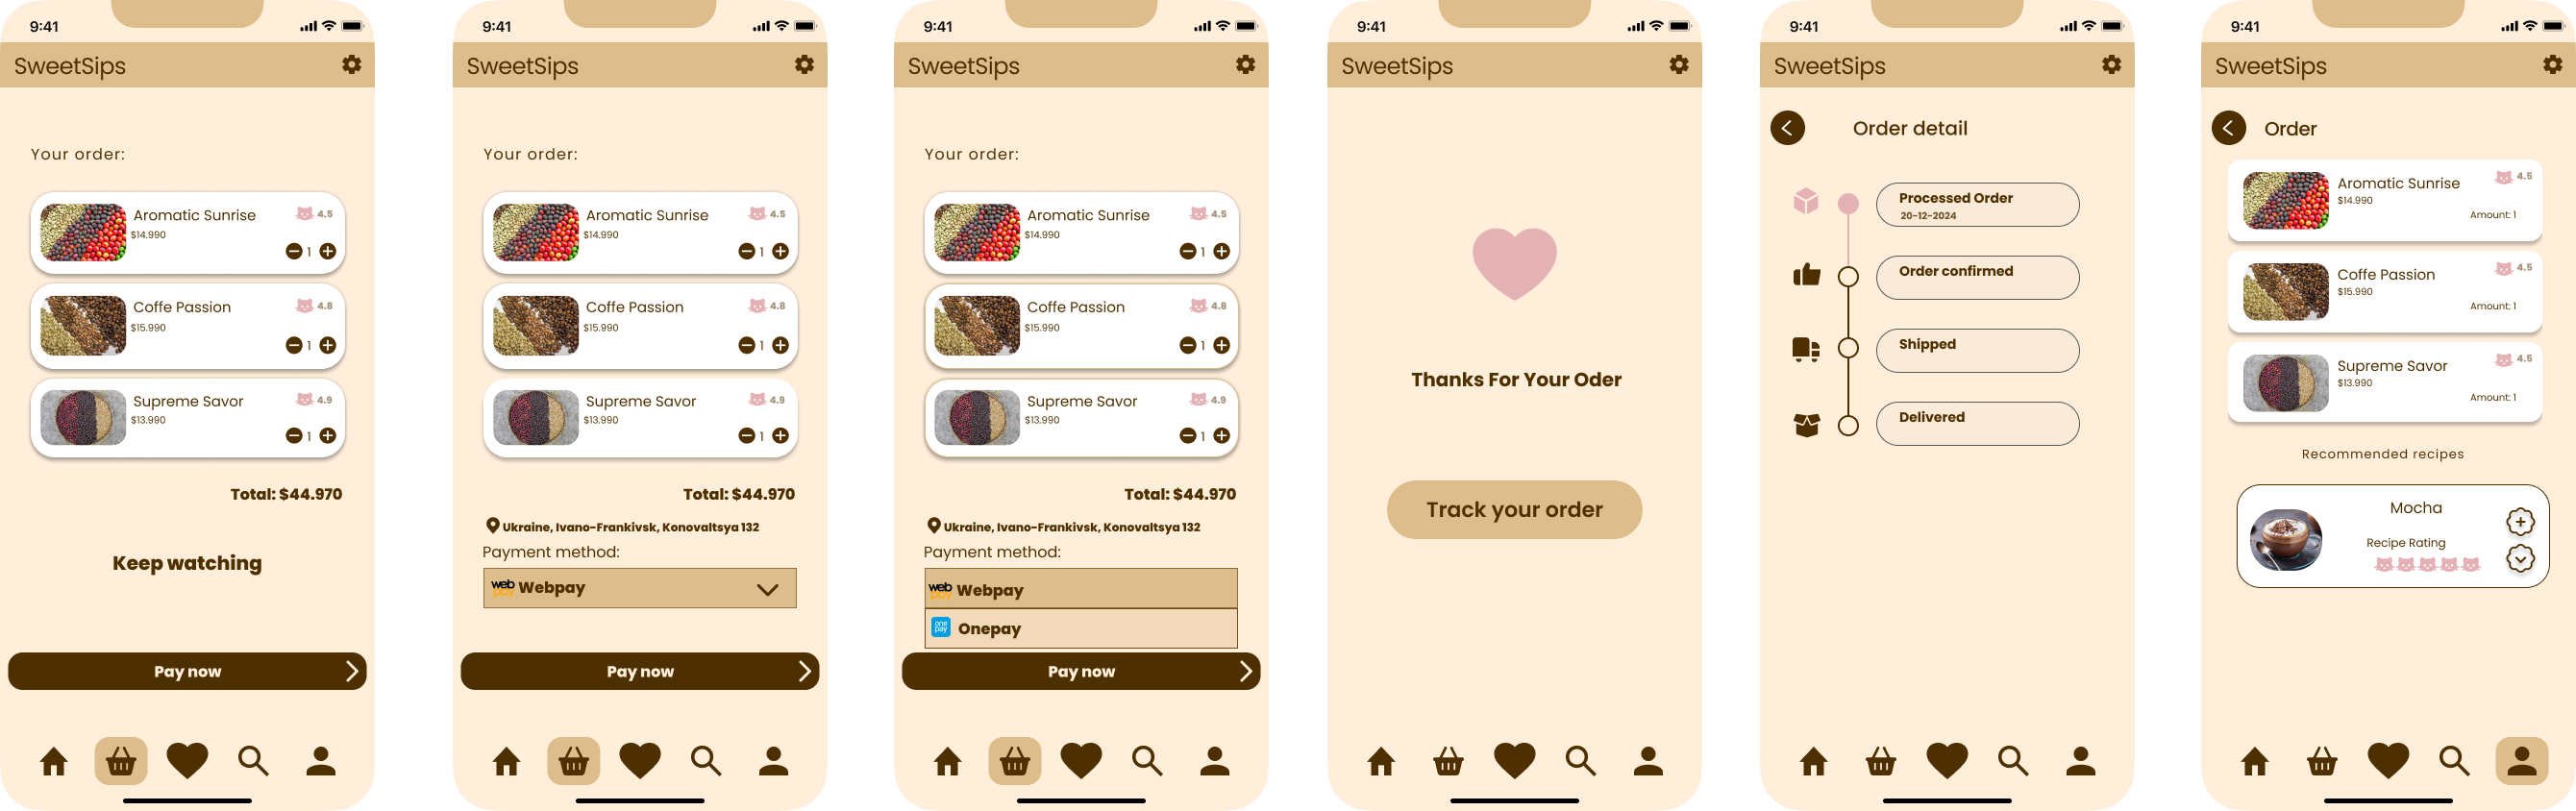 9:41
SweetSips
Your order:
Aromatic Sunrise
4.5
$14.990
1
Coffe Passion
4.8
$15.990
1
Supreme Savor
4.9
$13.990
1
Total: $44.970
Keep watching
Pay now
9:41
SweetSips
Your order:
Aromatic Sunrise
4.5
$14.990
1
Coffe Passion
4.8
$15.990
1
Supreme Savor
4.9
$13.990
1
Total: $44.970
Ukraine, Ivano-Frankivsk, Konovaltsya 132
Payment method:
web
pay
Webpay
Pay now
9:41
SweetSips
Your order:
Aromatic Sunrise
4.5
$14.990
1
Coffe Passion
4.8
$15.990
1
Supreme Savor
4.9
$13.990
1
Total: $44.970
Ukraine, Ivano-Frankivsk, Konovaltsya 132
Payment method:
web
pay
Webpay
one
pay
Onepay
Pay now
9:41
SweetSips
Thanks For Your Oder
Track your order
9:41
SweetSips
Order detail
Processed Order
20-12-2024
Order confirmed
Shipped
Delivered
9:41
SweetSips
Order
Aromatic Sunrise
4.5
$14.990
Amount: 1
Coffe Passion
4.5
$15.990
Amount: 1
Supreme Savor
4.5
$13.990
Amount: 1
Recommended recipes
Mocha
Recipe Rating